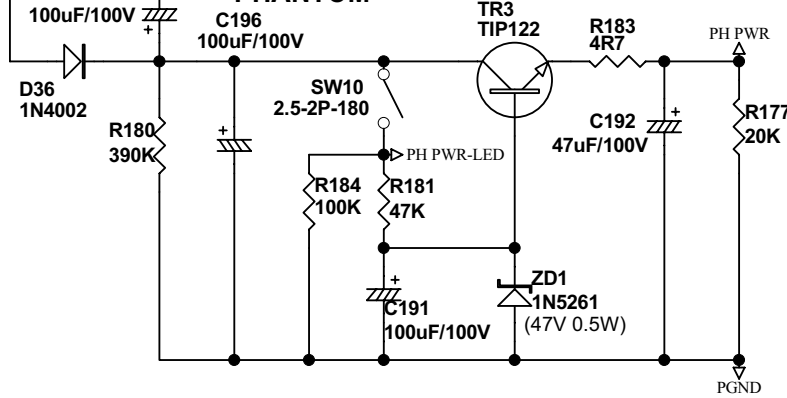 PHANTOM
100uF/100V
+
C196
100uF/100V
TR3
TIP122
R183
4R7
PH PWR
D36
1N4002
SW10
2.5-2P-180
R180
390K
+
C192
47uF/100V
+
R177
20K
PH PWR-LED
R184
100K
R181
47K
+
C191
100uF/100V
ZD1
1N5261
(47V 0.5W)
PGND